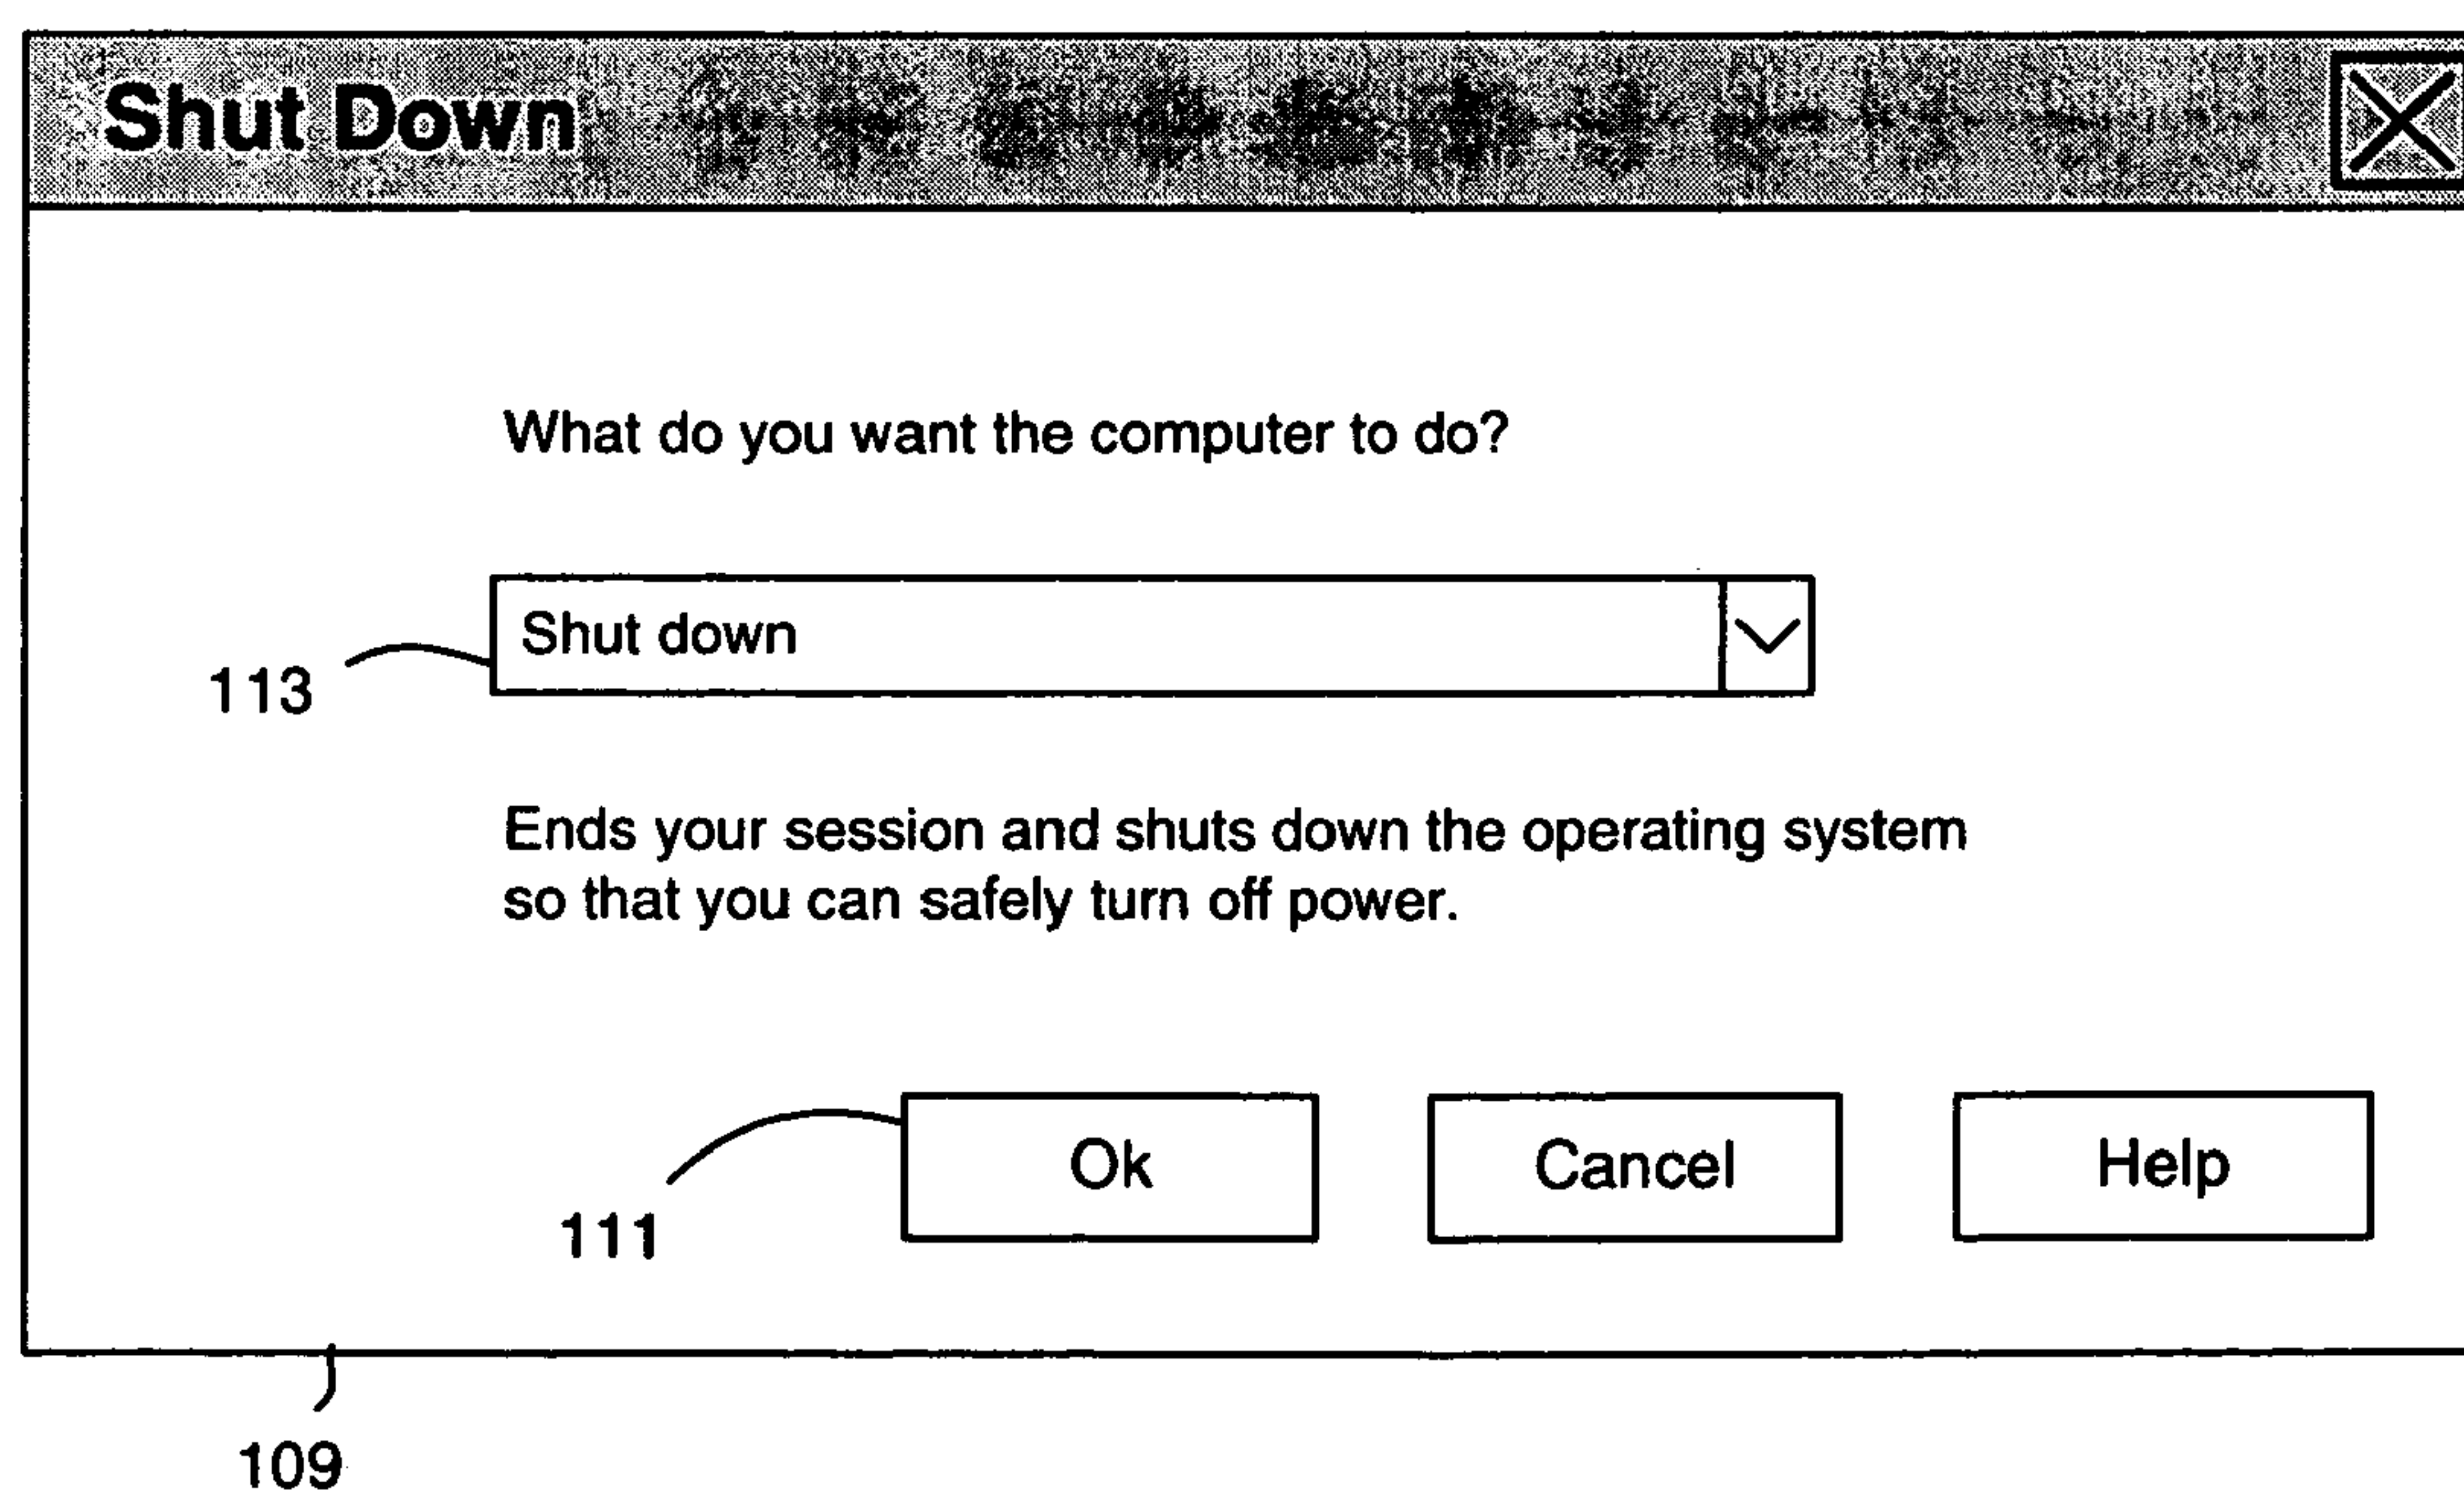 Shut Down
What do you want the computer to do?
Shut down
113
Ends your session and shuts down the operating system
so that you can safely turn off power.
Ok Cancel Help
111
109